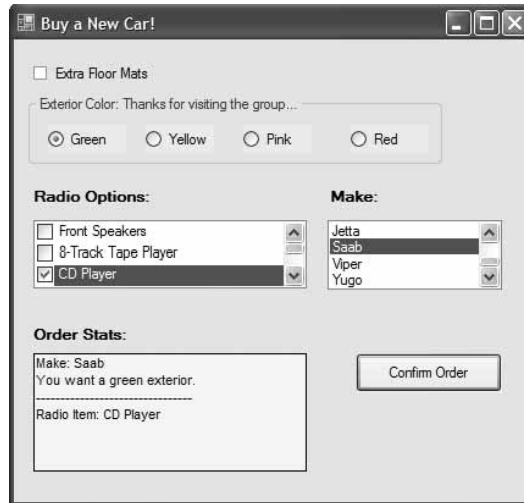 Buy a New Car!
Extra Floor Mats
Exterior Color: Thanks for visiting the group...
Green Yellow Pink Red
Radio Options: Make:
Front Speakers
8-Track Tape Player
CD Player
Jetta
Saab
Viper
Yugo
Order Stats:
Make: Saab
You want a green exterior.
--------------------------------
Radio Item: CD Player
Confirm Order